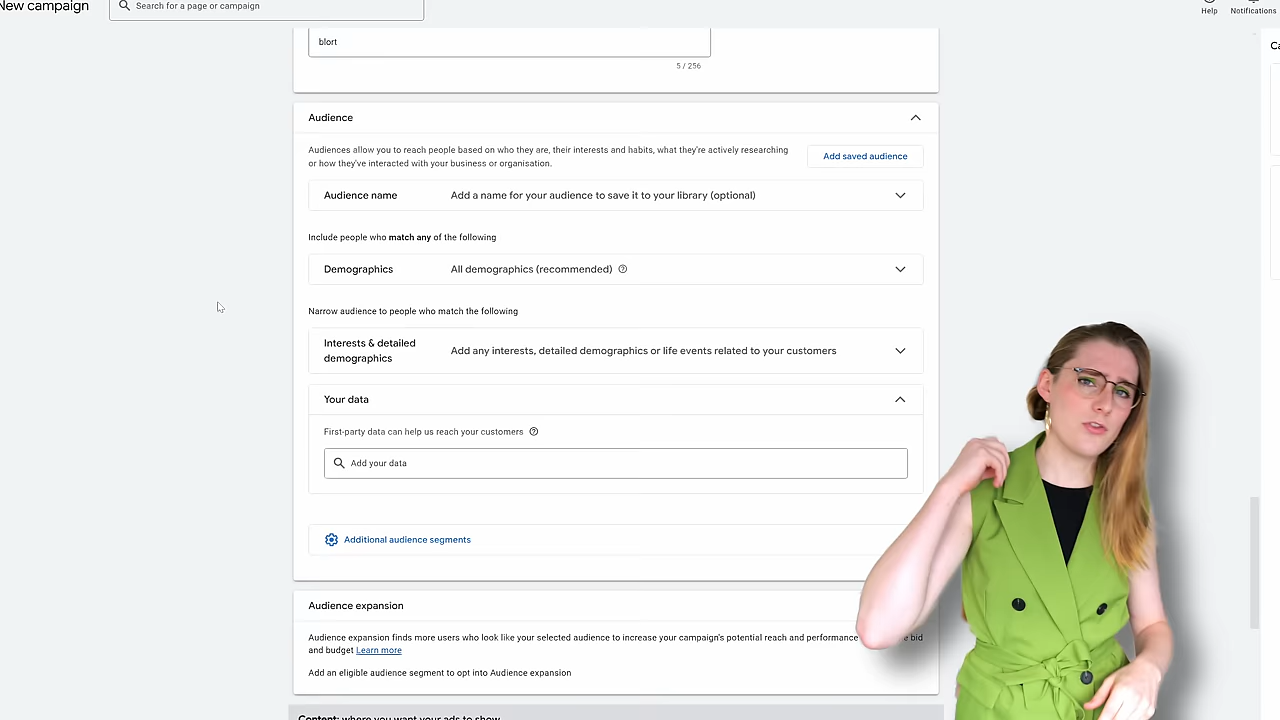 New campaign
Search for a page or campaign
Help
Notifications
blort
5 / 256
Audience
Audiences allow you to reach people based on who they are, their interests and habits, what they're actively researching
or how they've interacted with your business or organisation.
Add saved audience
Audience name
Add a name for your audience to save it to your library (optional)
Include people who match any of the following
Demographics
All demographics (recommended)
Narrow audience to people who match the following
Interests & detailed
demographics
Add any interests, detailed demographics or life events related to your customers
Your data
First-party data can help us reach your customers
Add your data
Additional audience segments
Audience expansion
Audience expansion finds more users who look like your selected audience to increase your campaign's potential reach and performance
bid
and budget Learn more
Add an eligible audience segment to opt into Audience expansion
Content: where you want your ads to show